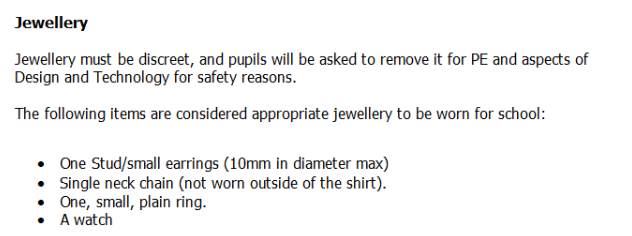 Jewellery
Jewellery must be discreet, and pupils will be asked to remove it for PE and aspects of
Design and Technology for safety reasons.
The following items are considered appropriate jewellery to be worn for school:
• One Stud/small earrings (10mm in diameter max)
• Single neck chain (not worn outside of the shirt).
• One, small, plain ring.
• A watch